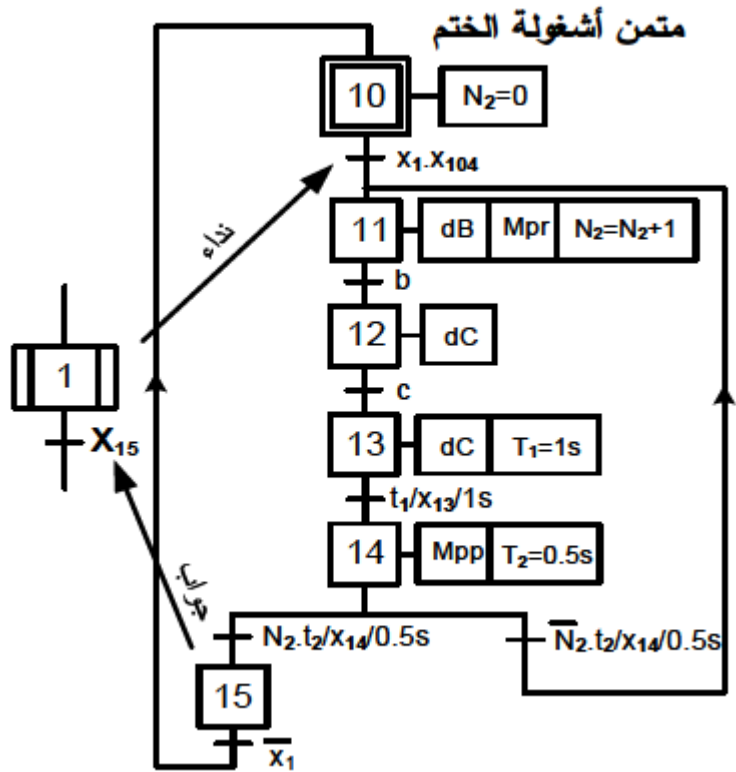 متمن أشغولة الختم
10
N₂=0
x₁.x₁₀₄
نداء
11
dB
Mpr
N₂=N₂+1
b
12
dC
1
c
X₁₅
13
dC
T₁=1s
t₁/x₁₃/1s
14
Mpp
T₂=0.5s
جواب
N₂.t₂/x₁₄/0.5s
N̅₂.t₂/x₁₄/0.5s
15
x̅₁